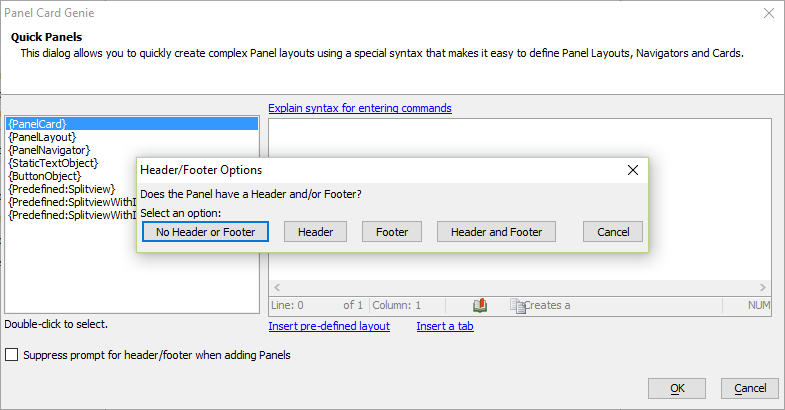 Panel Card Genie
Quick Panels
This dialog allows you to quickly create complex Panel layouts using a special syntax that makes it easy to define Panel Layouts, Navigators and Cards.
Explain syntax for entering commands
{PanelCard}
{PanelLayout}
{PanelNavigator}
{StaticTextObject}
{ButtonObject}
{Predefined:Splitview}
{Predefined:SplitviewWithI
{Predefined:SplitviewWithI
Header/Footer Options
Does the Panel have a Header and/or Footer?
Select an option:
No Header or Footer
Header
Footer
Header and Footer
Cancel
Line: 0 of 1 Column: 1 Creates a NUM
Double-click to select.
Insert pre-defined layout
Insert a tab
Suppress prompt for header/footer when adding Panels
OK
Cancel